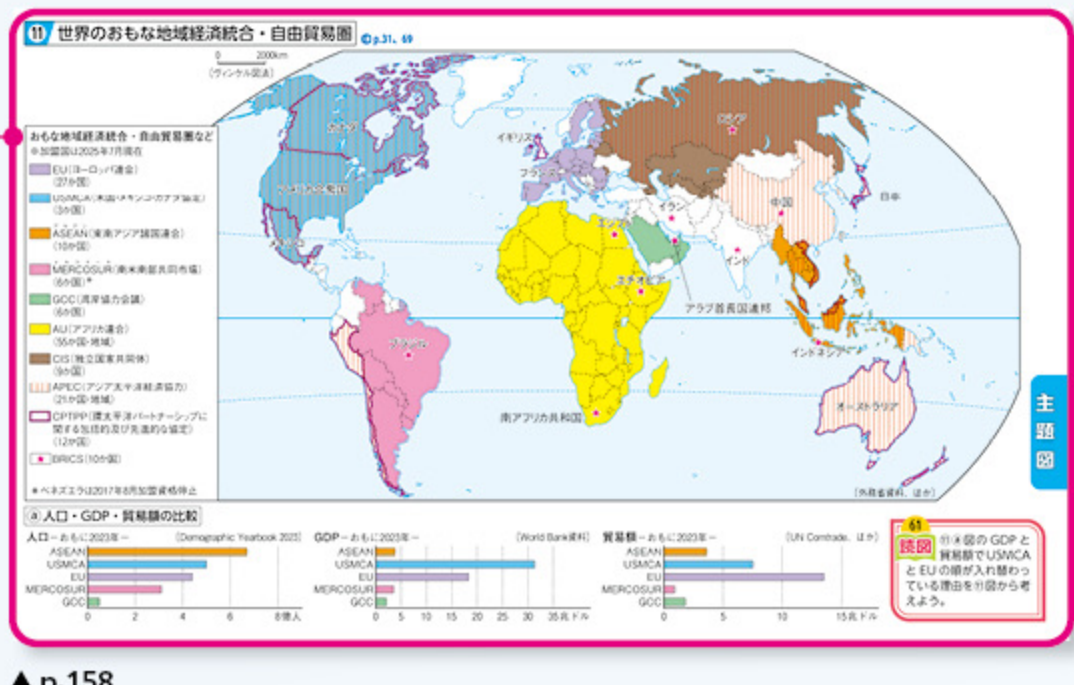 11 世界のおもな地域経済統合・自由貿易圏 p.31、69
0 2000km
(ヴィンケル図法)
おもな地域経済統合・自由貿易圏など
※加盟国は2025年7月現在
EU(ヨーロッパ連合)
(27か国)
USMCA(米国・メキシコ・カナダ協定)
(3か国)
ASEAN(東南アジア諸国連合)
(10か国)
MERCOSUR(南米南部共同市場)
(6か国)*
GCC(湾岸協力会議)
(6か国)
AU(アフリカ連合)
(55か国・地域)
CIS(独立国家共同体)
(9か国)
APEC(アジア太平洋経済協力)
(21か国・地域)
CPTPP(環太平洋パートナーシップに
関する包括的及び先進的な協定)
(12か国)
BRICS(10か国)
*ベネズエラは2017年8月加盟資格停止
カナダ
アメリカ合衆国
メキシコ
ブラジル
イギリス
フランス
ロシア
エジプト
イラン
中国
日本
インド
エチオピア
アラブ首長国連邦
インドネシア
南アフリカ共和国
オーストラリア
(外務省資料、ほか)
主題図
ⓐ人口・GDP・貿易額の比較
人口-おもに2023年- 〔Demographic Yearbook 2023〕
ASEAN
USMCA
EU
MERCOSUR
GCC
0 2 4 6 8億人
GDP-おもに2023年- 〔World Bank資料〕
ASEAN
USMCA
EU
MERCOSUR
GCC
0 5 10 15 20 25 30 35兆ドル
貿易額-おもに2023年- 〔UN Comtrade、ほか〕
ASEAN
USMCA
EU
MERCOSUR
GCC
0 5 10 15兆ドル
61
読図 ⑪ⓐ図のGDPと
貿易額でUSMCA
とEUの順が入れ替わっ
ている理由を⑪図から考
えよう。
▲p.158